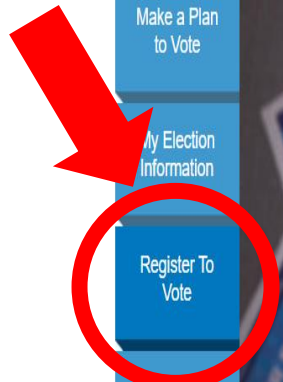 Make a Plan
to Vote
My Election
Information
Register To
Vote